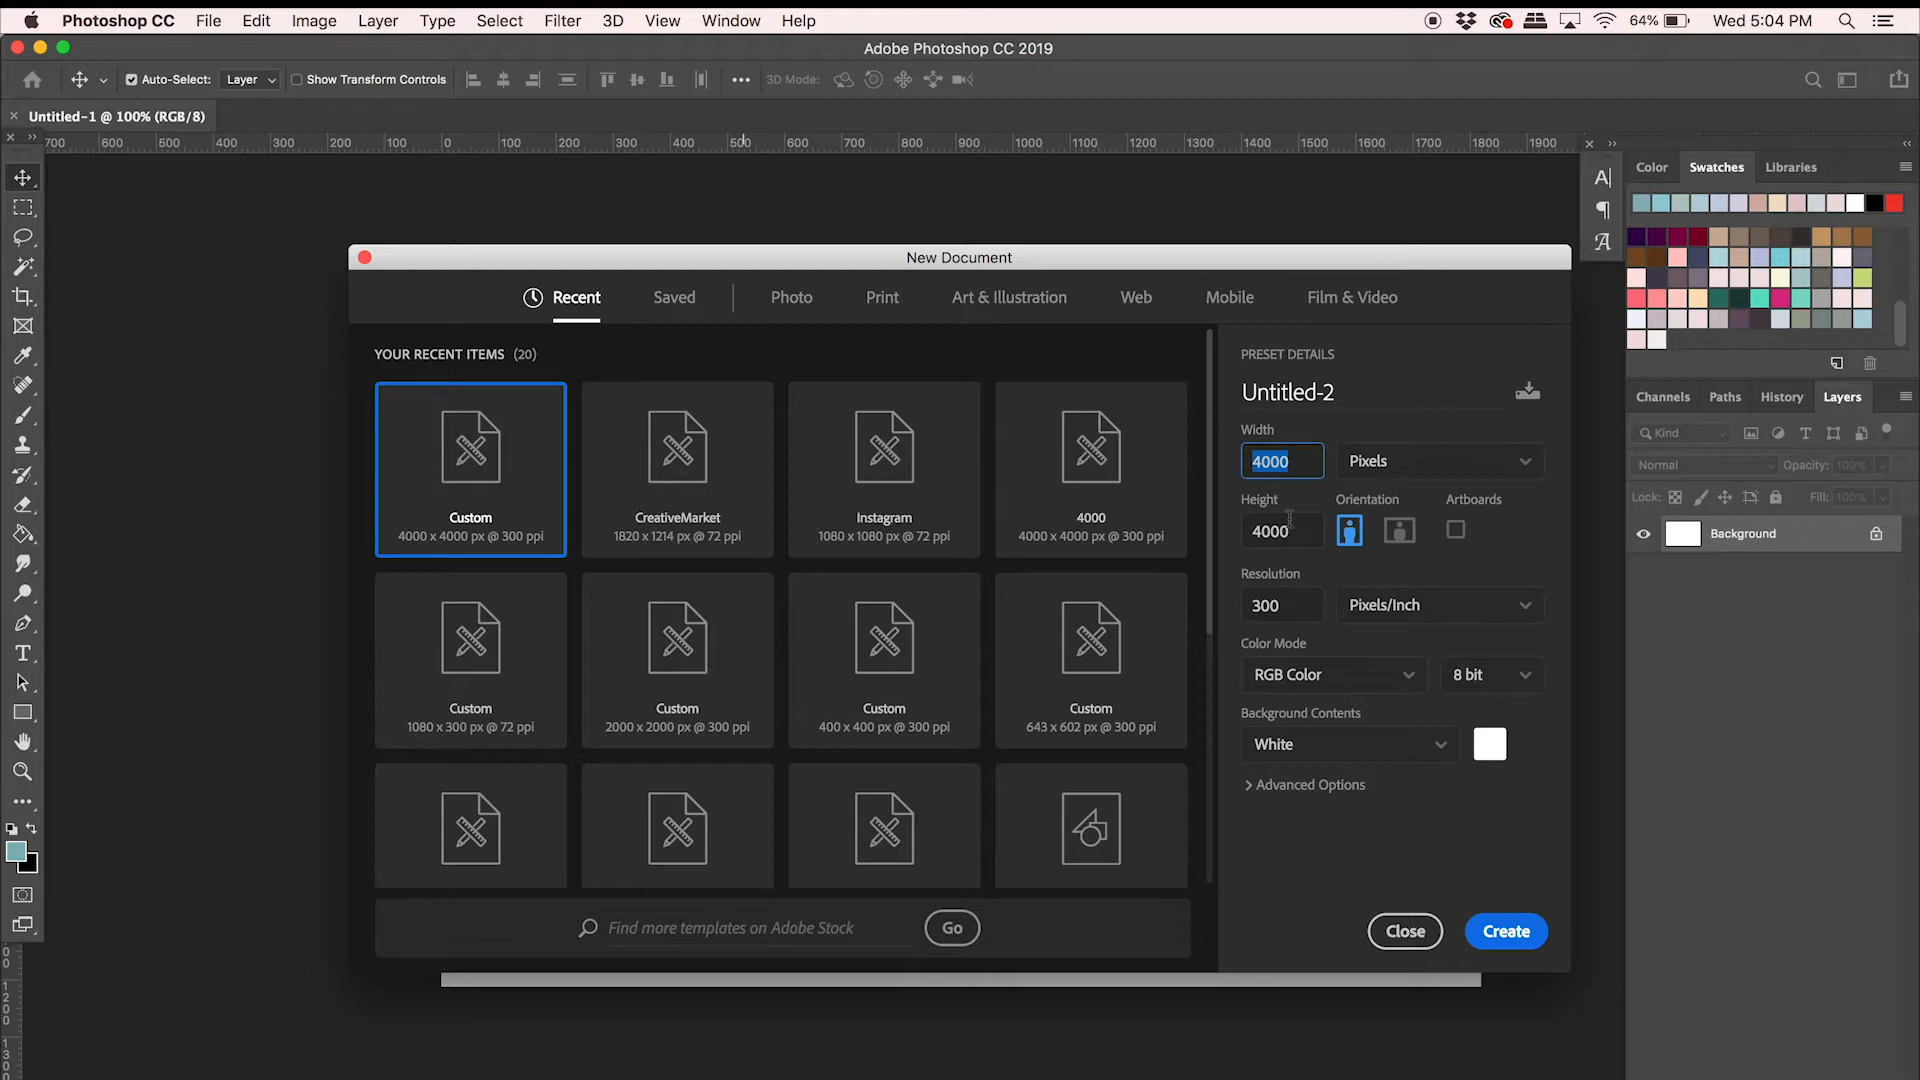 Photoshop CC File Edit Image Layer Type Select Filter 3D View Window Help 64% Wed 5:04 PM
Adobe Photoshop CC 2019
Auto-Select: Layer Show Transform Controls 3D Mode:
Untitled-1 @ 100% (RGB/8)
700 600 500 400 300 200 100 0 100 200 300 400 500 600 700 800 900 1000 1100 1200 1300 1400 1500 1600 1700 1800 1900
Color Swatches Libraries
New Document
Recent Saved Photo Print Art & Illustration Web Mobile Film & Video
YOUR RECENT ITEMS (20)
Custom
4000 x 4000 px @ 300 ppi
CreativeMarket
1820 x 1214 px @ 72 ppi
Instagram
1080 x 1080 px @ 72 ppi
4000
4000 x 4000 px @ 300 ppi
Custom
1080 x 300 px @ 72 ppi
Custom
2000 x 2000 px @ 300 ppi
Custom
400 x 400 px @ 300 ppi
Custom
643 x 602 px @ 300 ppi
Find more templates on Adobe Stock Go
PRESET DETAILS
Untitled-2
Width
4000 Pixels
Height Orientation Artboards
4000
Resolution
300 Pixels/Inch
Color Mode
RGB Color 8 bit
Background Contents
White
Advanced Options
Close Create
Channels Paths History Layers
Kind
Normal Opacity: 100%
Lock: Fill: 100%
Background